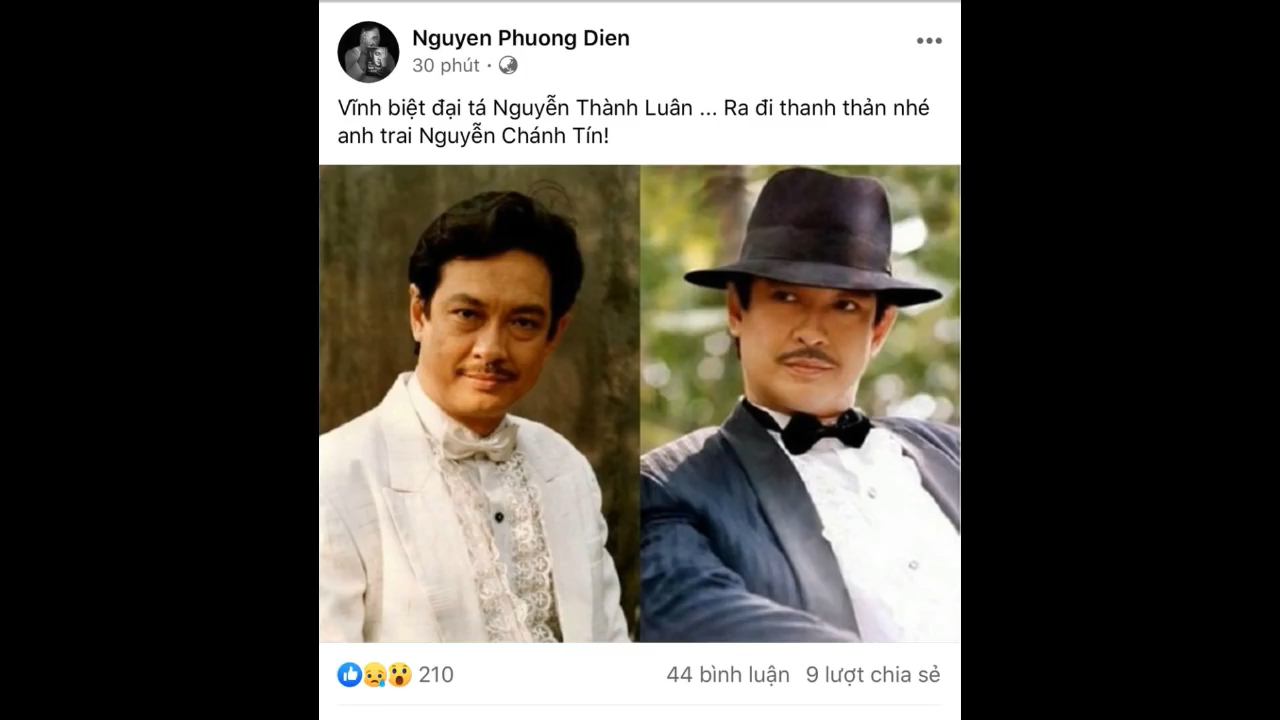 Nguyen Phuong Dien
30 phút ·
Vĩnh biệt đại tá Nguyễn Thành Luân ... Ra đi thanh thản nhé
anh trai Nguyễn Chánh Tín!
210
44 bình luận 9 lượt chia sẻ